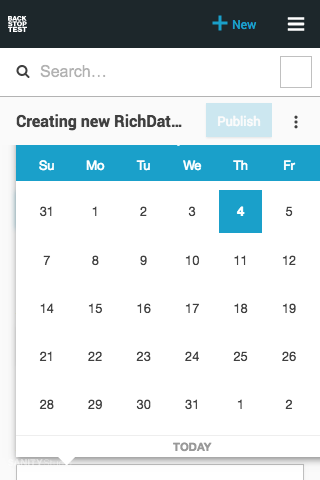 BACK
STOP
TEST
New
Search…
Creating new RichDat…
Publish
Su Mo Tu We Th Fr
31 1 2 3 4 5
7 8 9 10 11 12
14 15 16 17 18 19
21 22 23 24 25 26
28 29 30 31 1 2
TODAY